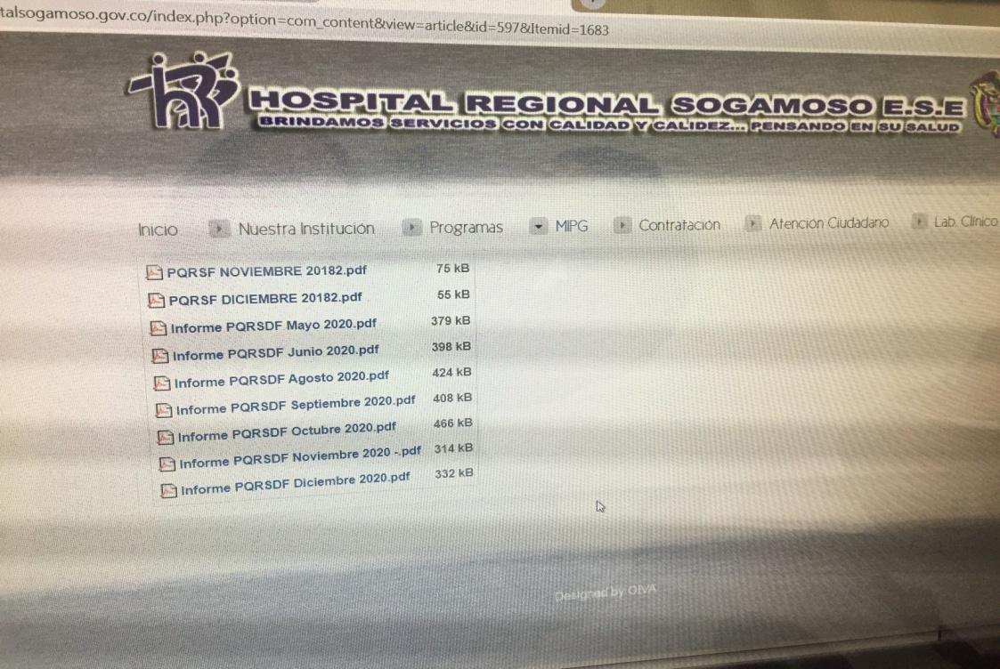 talsogamoso.gov.co/index.php?option=com_content&view=article&id=597&Itemid=1683
HOSPITAL REGIONAL SOGAMOSO E.S.E
BRINDAMOS SERVICIOS CON CALIDAD Y CALIDEZ... PENSANDO EN SU SALUD
Inicio Nuestra Institución Programas MIPG Contratación Atención Ciudadano Lab. Clínico
PQRSF NOVIEMBRE 20182.pdf 75 kB
PQRSF DICIEMBRE 20182.pdf 55 kB
Informe PQRSDF Mayo 2020.pdf 379 kB
Informe PQRSDF Junio 2020.pdf 398 kB
Informe PQRSDF Agosto 2020.pdf 424 kB
Informe PQRSDF Septiembre 2020.pdf 408 kB
Informe PQRSDF Octubre 2020.pdf 466 kB
Informe PQRSDF Noviembre 2020 -.pdf 314 kB
Informe PQRSDF Diciembre 2020.pdf 332 kB
Designed by OIVA